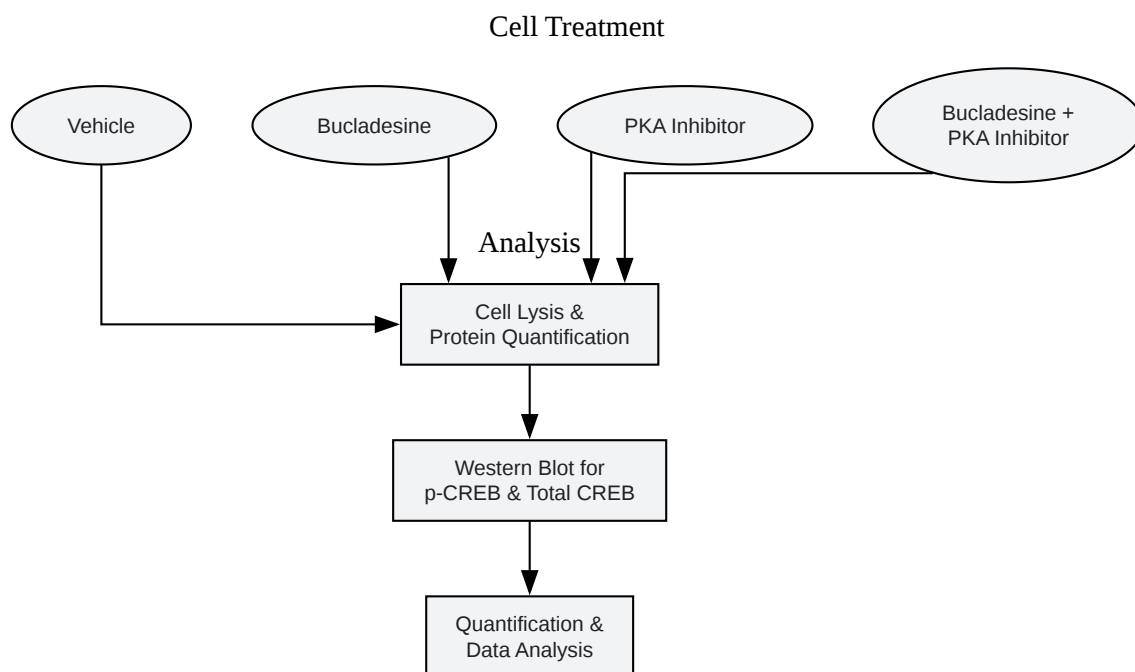 Cell Treatment
Vehicle
Bucladesine
PKA Inhibitor
Bucladesine +
PKA Inhibitor
Analysis
Cell Lysis &
Protein Quantification
Western Blot for
p-CREB & Total CREB
Quantification &
Data Analysis